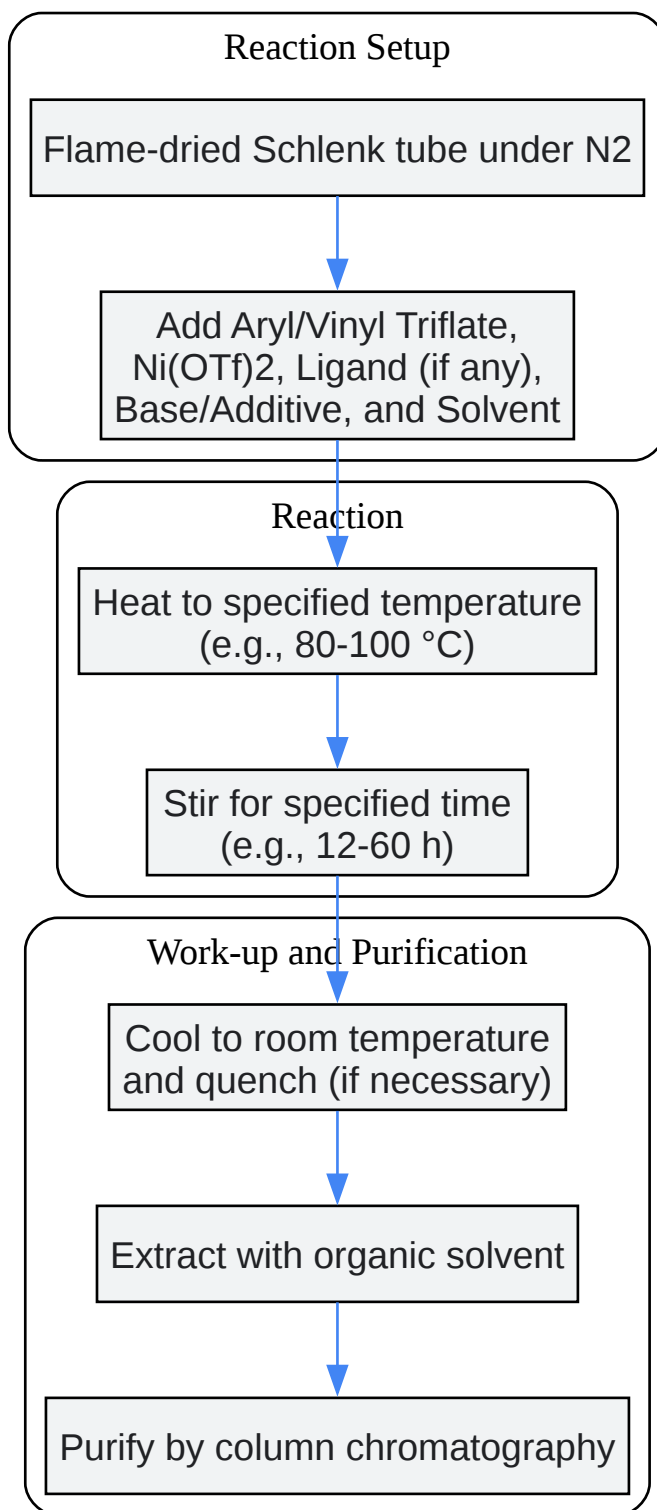 Reaction Setup
Flame-dried Schlenk tube under N2
Add Aryl/Vinyl Triflate,
Ni(OTf)2, Ligand (if any),
Base/Additive, and Solvent
Reaction
Heat to specified temperature
(e.g., 80-100 °C)
Stir for specified time
(e.g., 12-60 h)
Work-up and Purification
Cool to room temperature
and quench (if necessary)
Extract with organic solvent
Purify by column chromatography